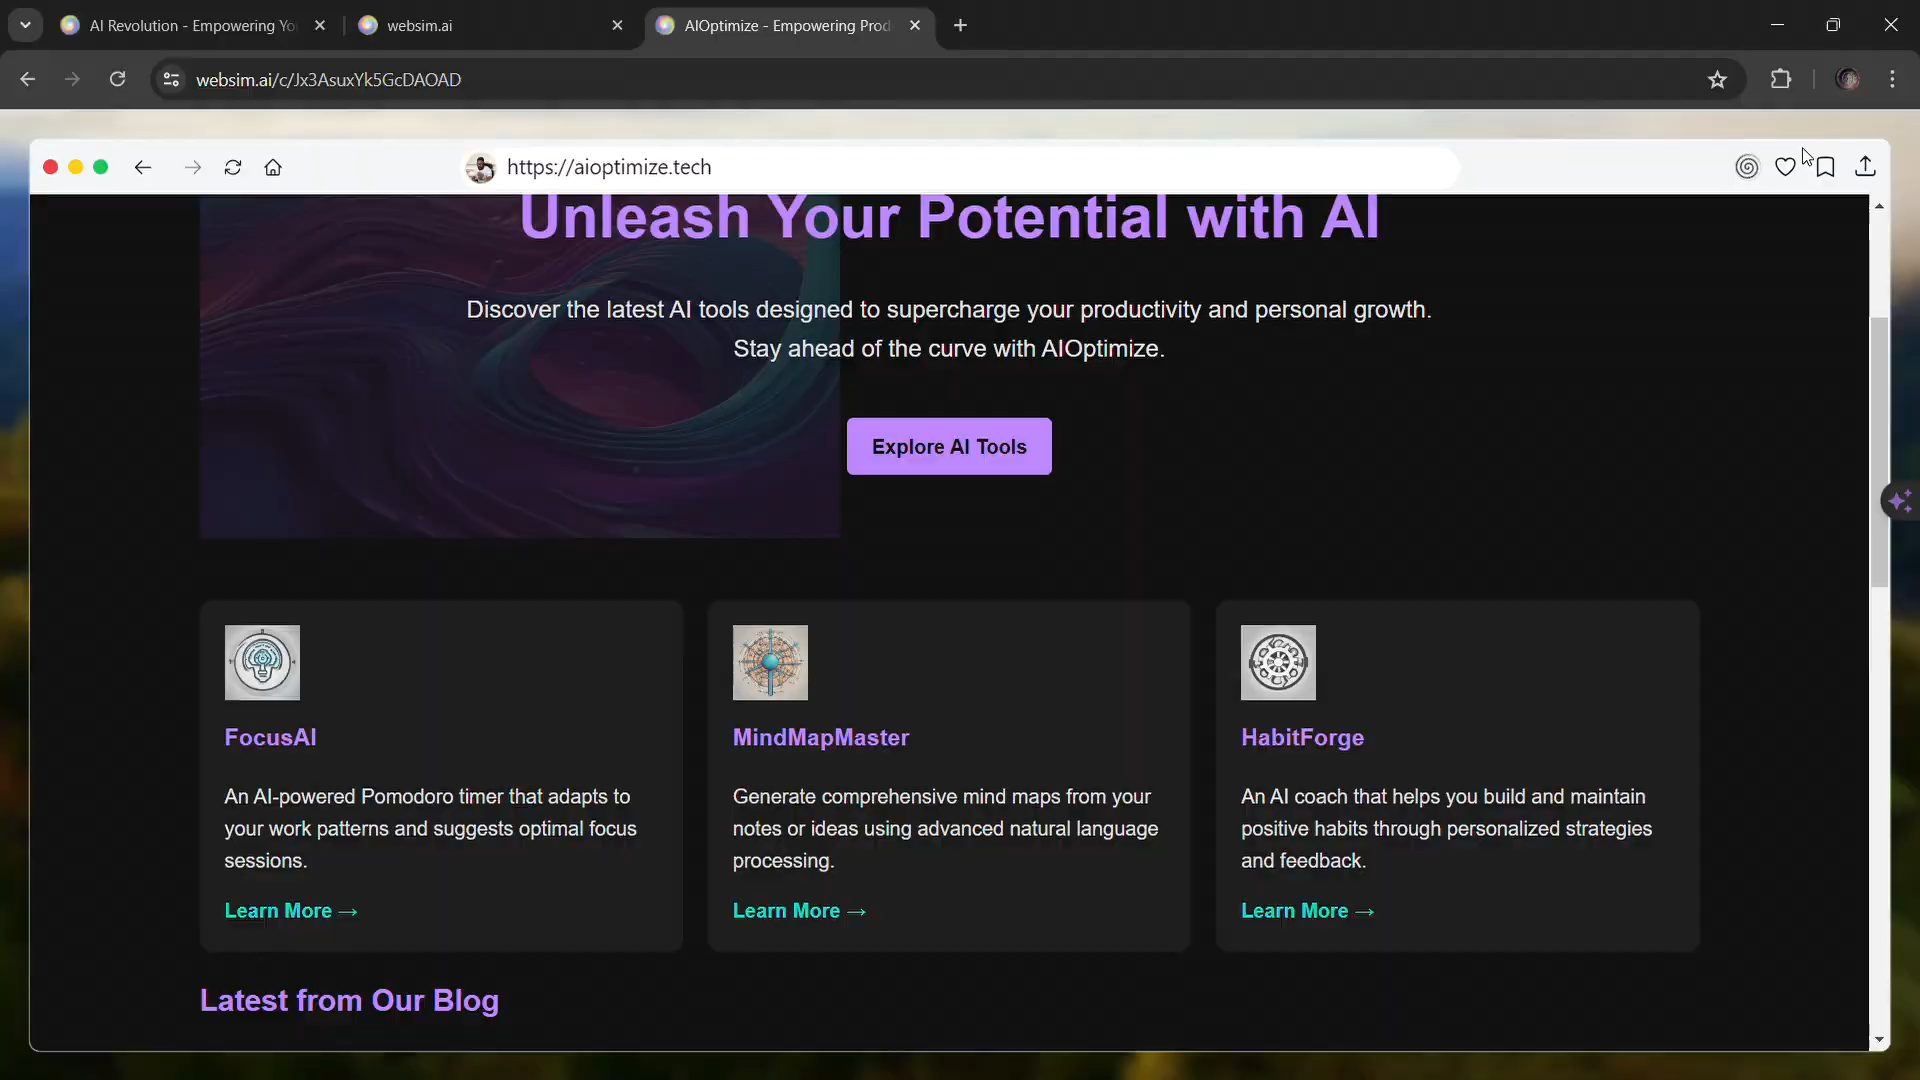 AI Revolution - Empowering Yo
websim.ai
AIOptimize - Empowering Prod
websim.ai/c/Jx3AsuxYk5GcDAOAD
https://aioptimize.tech
Unleash Your Potential with AI
Discover the latest AI tools designed to supercharge your productivity and personal growth.
Stay ahead of the curve with AIOptimize.
Explore AI Tools
FocusAI
An AI-powered Pomodoro timer that adapts to
your work patterns and suggests optimal focus
sessions.
Learn More →
MindMapMaster
Generate comprehensive mind maps from your
notes or ideas using advanced natural language
processing.
Learn More →
HabitForge
An AI coach that helps you build and maintain
positive habits through personalized strategies
and feedback.
Learn More →
Latest from Our Blog